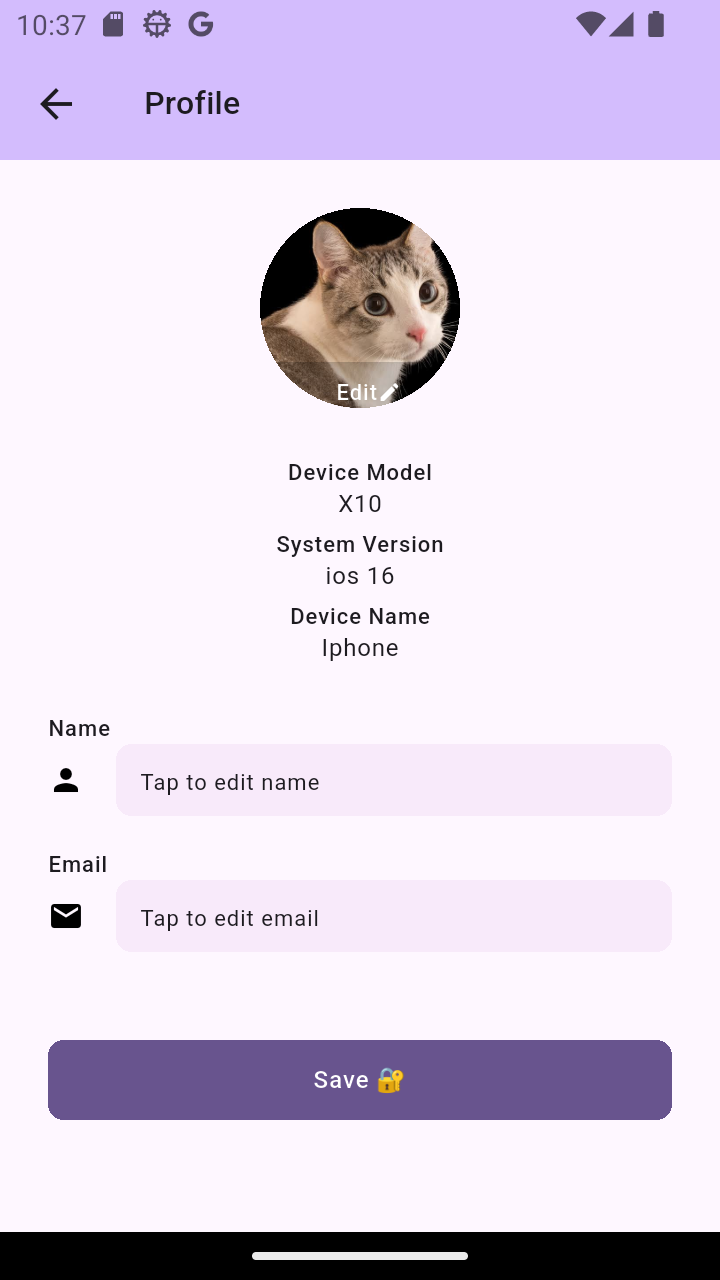 10:37
Profile
Edit
Device Model
X10
System Version
ios 16
Device Name
Iphone
Name
Tap to edit name
Email
Tap to edit email
Save 🔐